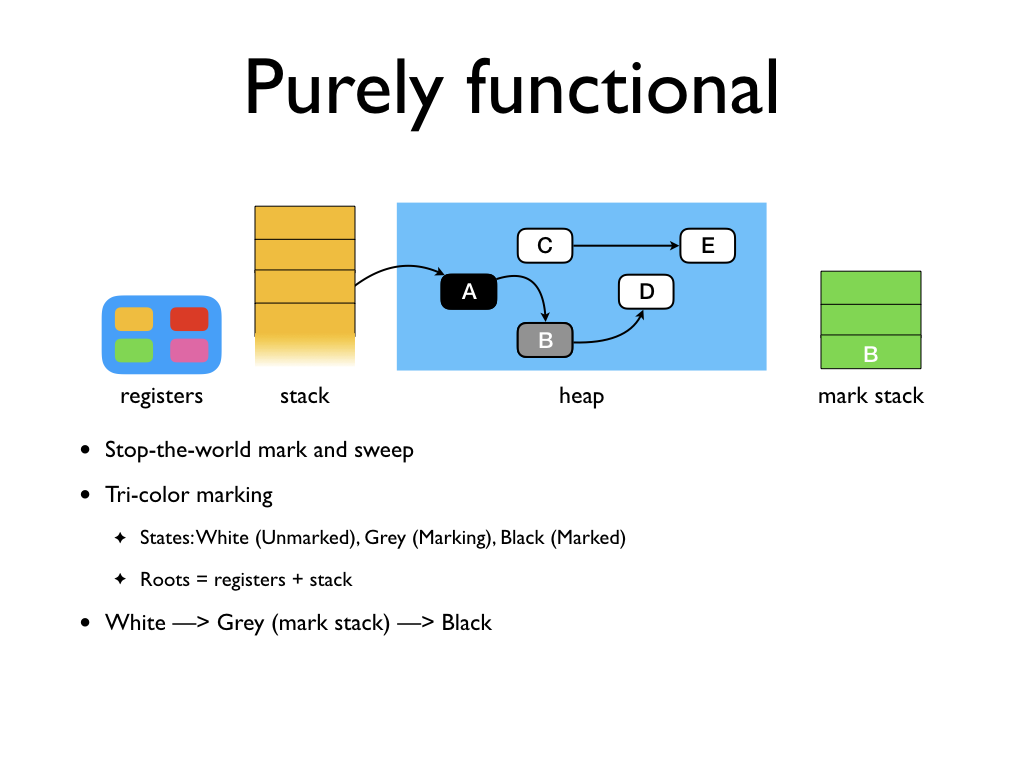 Purely functional
C
E
A
D
B
B
registers
stack
heap
mark stack
• Stop-the-world mark and sweep
• Tri-color marking
✦ States: White (Unmarked), Grey (Marking), Black (Marked)
✦ Roots = registers + stack
• White —> Grey (mark stack) —> Black